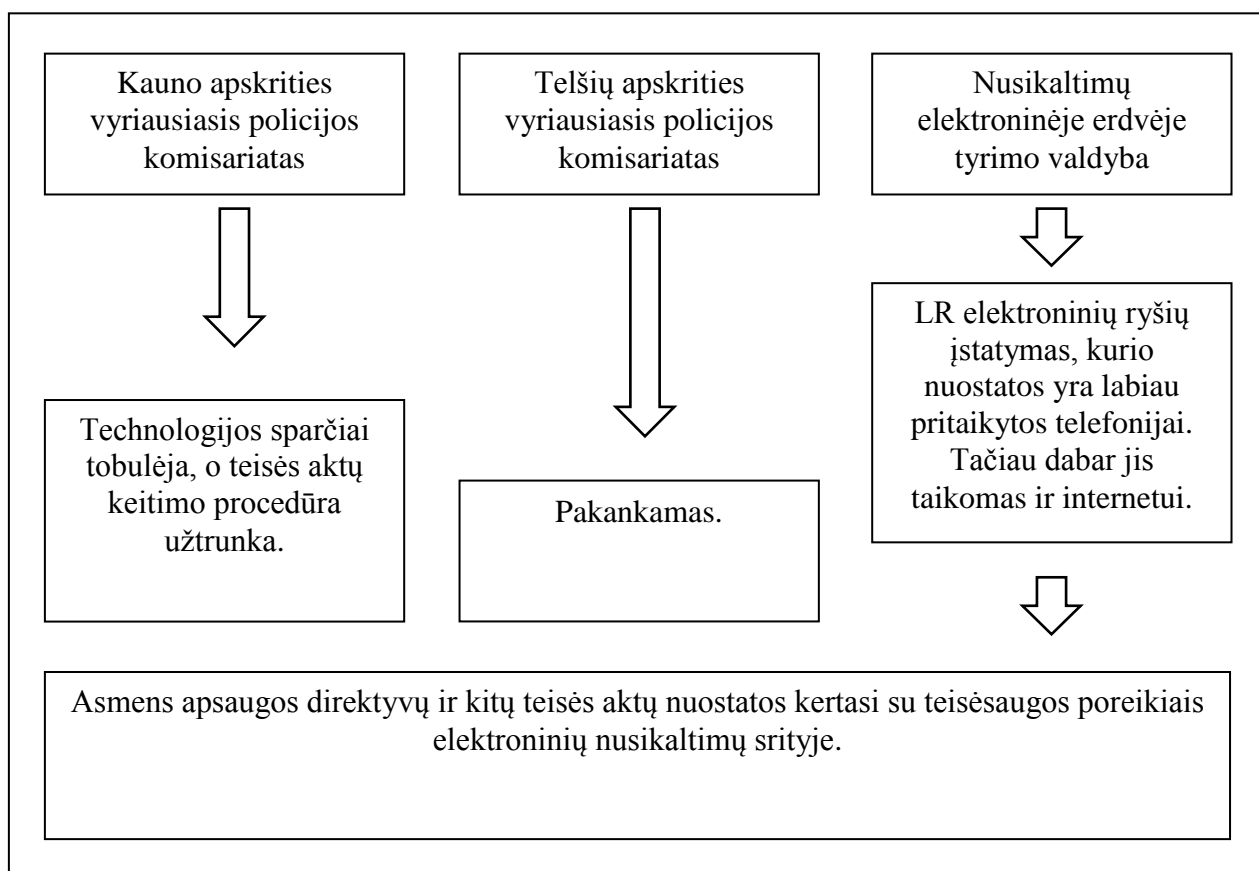 Kauno apskrities
vyriausiasis policijos
komisariatas
Telšių apskrities
vyriausiasis policijos
komisariatas
Nusikaltimų
elektroninėje erdvėje
tyrimo valdyba
Technologijos sparčiai
tobulėja, o teisės aktų
keitimo procedūra
užtrunka.
Pakankamas.
LR elektroninių ryšių
įstatymas, kurio
nuostatos yra labiau
pritaikytos telefonijai.
Tačiau dabar jis
taikomas ir internetui.
Asmens apsaugos direktyvų ir kitų teisės aktų nuostatos kertasi su teisėsaugos poreikiais
elektroninių nusikaltimų srityje.